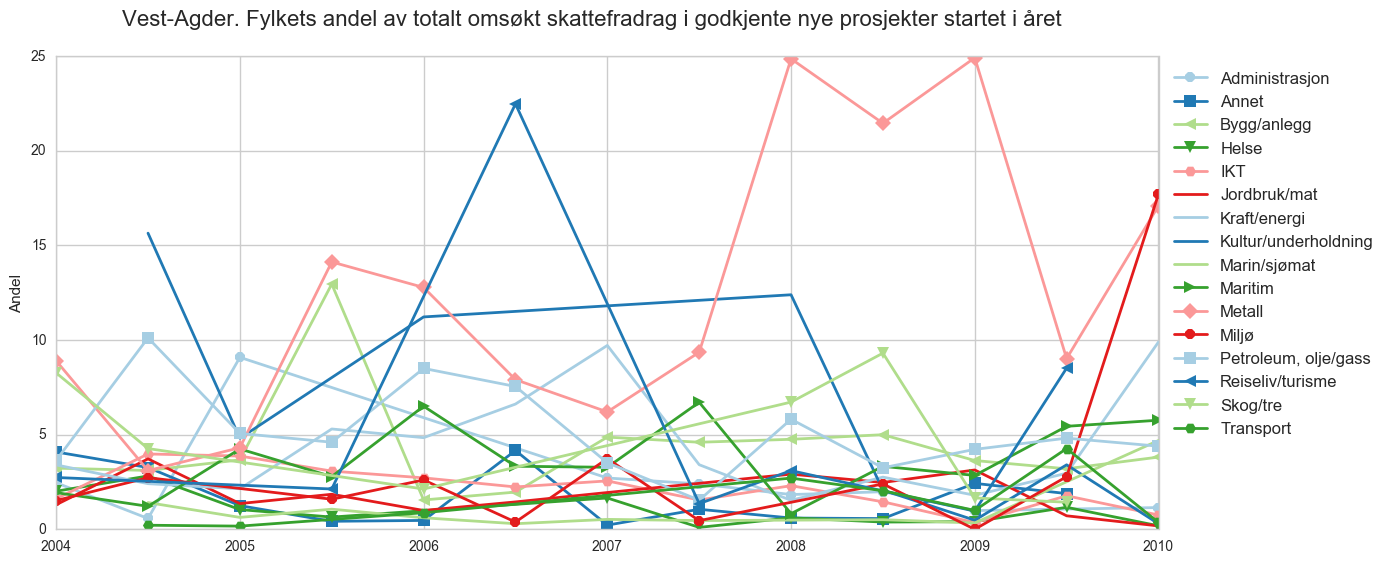 Vest-Agder. Fylkets andel av totalt omsøkt skattefradrag i godkjente nye prosjekter startet i året
Andel
25
20
15
10
5
0
2004 2005 2006 2007 2008 2009 2010
Administrasjon
Annet
Bygg/anlegg
Helse
IKT
Jordbruk/mat
Kraft/energi
Kultur/underholdning
Marin/sjømat
Maritim
Metall
Miljø
Petroleum, olje/gass
Reiseliv/turisme
Skog/tre
Transport